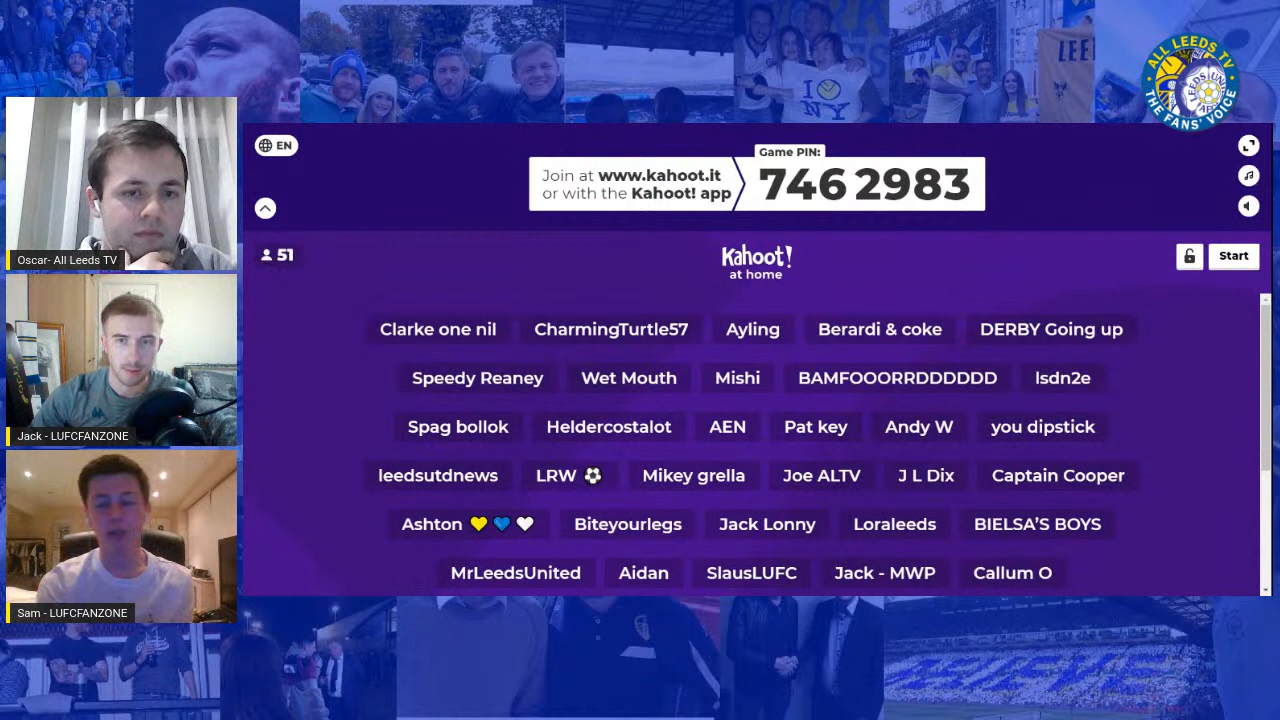 LEE
I
NY
ALL LEEDS TV
THE FANS' VOICE
EN
Join at www.kahoot.it
or with the Kahoot! app
Game PIN:
746 2983
51
Kahoot!
at home
Start
Clarke one nil CharmingTurtle57 Ayling Berardi & coke DERBY Going up
Speedy Reaney Wet Mouth Mishi BAMFOOORRDDDDDD lsdn2e
Spag bollok Heldercostalot AEN Pat key Andy W you dipstick
leedsutdnews LRW ⚽ Mikey grella Joe ALTV J L Dix Captain Cooper
Ashton 💛💙🤍 Biteyourlegs Jack Lonny Loraleeds BIELSA'S BOYS
MrLeedsUnited Aidan SlausLUFC Jack - MWP Callum O
Oscar- All Leeds TV
Jack - LUFCFANZONE
Sam - LUFCFANZONE